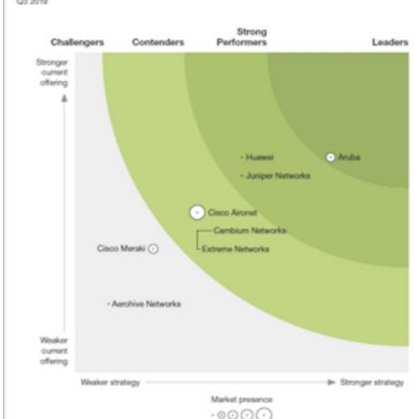 Q3 2019
Challengers
Contenders
Strong
Performers
Leaders
Stronger
current
offering
Huawei
Aruba
Juniper Networks
Cisco Aironet
Cambium Networks
Cisco Meraki
Extreme Networks
Aerohive Networks
Weaker
current
offering
Weaker strategy
Stronger strategy
Market presence